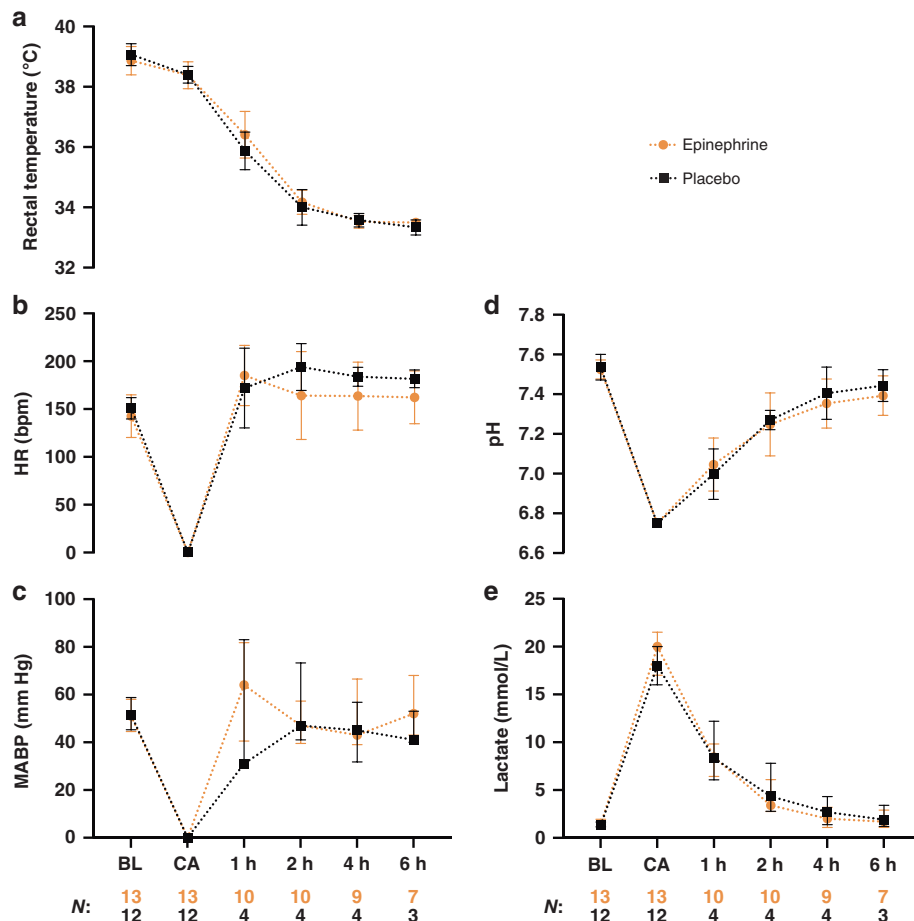 a
Rectal temperature (°C)
40
38
36
34
32
Epinephrine
Placebo
b
HR (bpm)
250
200
150
100
50
0
d
pH
7.8
7.6
7.4
7.2
7.0
6.8
6.6
c
MABP (mm Hg)
100
80
60
40
20
0
BL CA 1 h 2 h 4 h 6 h
N: 13 13 10 10 9 7
12 12 4 4 4 3
e
Lactate (mmol/L)
25
20
15
10
5
0
BL CA 1 h 2 h 4 h 6 h
N: 13 13 10 10 9 7
12 12 4 4 4 3